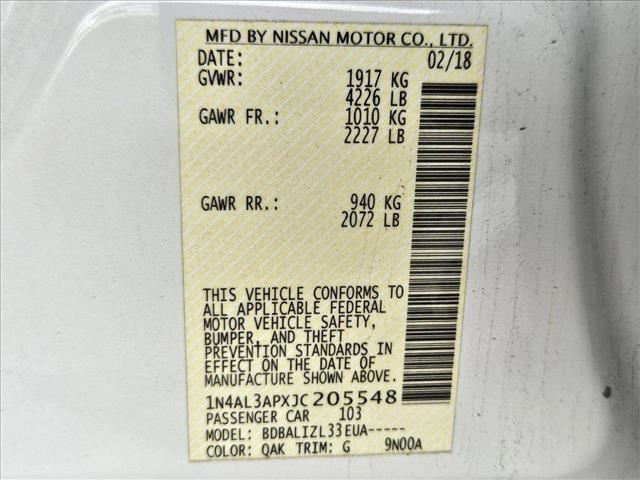 MFD BY NISSAN MOTOR CO., LTD.
DATE: 02/18
GVWR: 1917 KG
4226 LB
GAWR FR.: 1010 KG
2227 LB
GAWR RR.: 940 KG
2072 LB
THIS VEHICLE CONFORMS TO
ALL APPLICABLE FEDERAL
MOTOR VEHICLE SAFETY,
BUMPER, AND THEFT
PREVENTION STANDARDS IN
EFFECT ON THE DATE OF
MANUFACTURE SHOWN ABOVE.
1N4AL3APXJC205548
PASSENGER CAR 103
MODEL: BDBALIZL33EUA-----
COLOR: QAK TRIM: G 9N00A